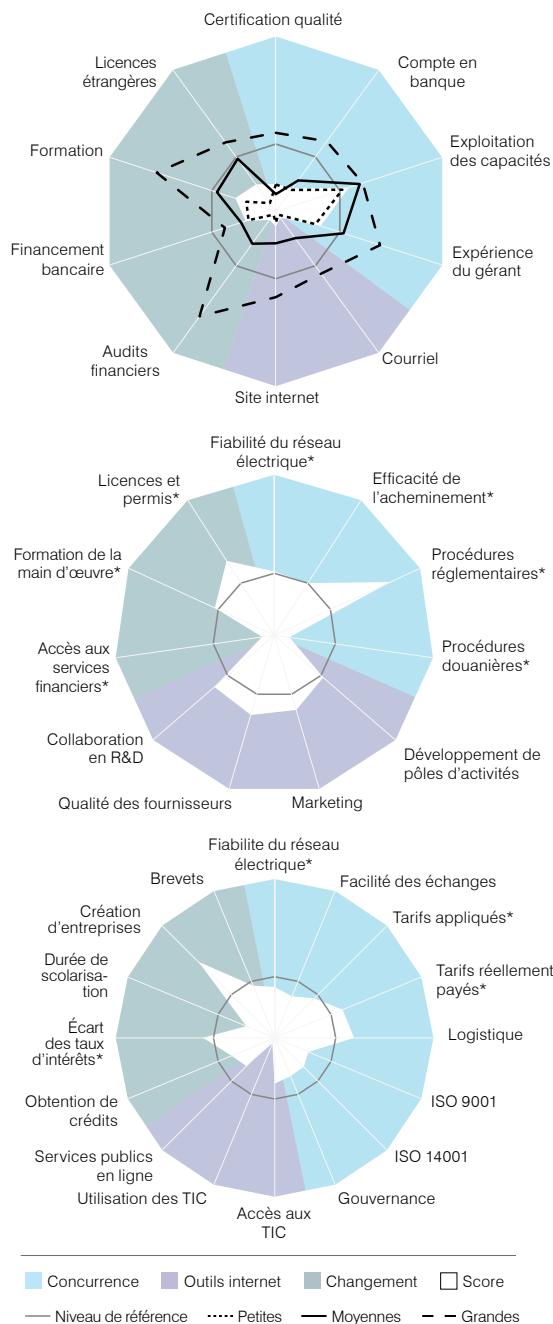 Certification qualité
Licences
étrangères
Compte en
banque
Formation
Exploitation
des capacités
Financement
bancaire
Expérience
du gérant
Audits
financiers
Courriel
Site internet
Fiabilité du réseau
électrique*
Licences et
permis*
Efficacité de
l'acheminement*
Formation de la
main d'œuvre*
Procédures
réglementaires*
Accès aux
services
financiers*
Procédures
douanières*
Collaboration
en R&D
Développement de
pôles d'activités
Qualité des fournisseurs
Marketing
Fiabilite du réseau
électrique*
Brevets
Facilité des échanges
Création
d'entreprises
Tarifs appliqués*
Durée de
scolarisa-
tion
Tarifs réellement
payés*
Écart
des taux
d'intérêts*
Logistique
Obtention de
crédits
ISO 9001
Services publics
en ligne
ISO 14001
Utilisation des TIC
Gouvernance
Accès aux
TIC
Concurrence Outils internet Changement Score
Niveau de référence Petites Moyennes Grandes